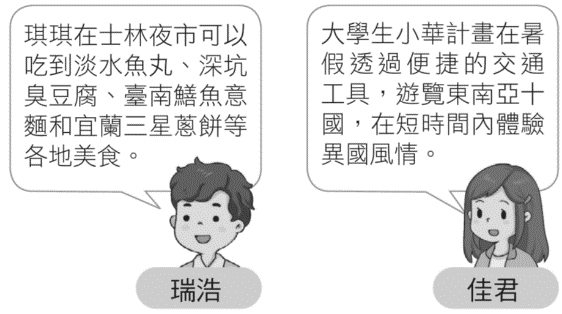 琪琪在士林夜市可以
吃到淡水魚丸、深坑
臭豆腐、臺南鱔魚意
麵和宜蘭三星蔥餅等
各地美食。
瑞浩
大學生小華計畫在暑
假透過便捷的交通
工具，遊覽東南亞十
國，在短時間內體驗
異國風情。
佳君